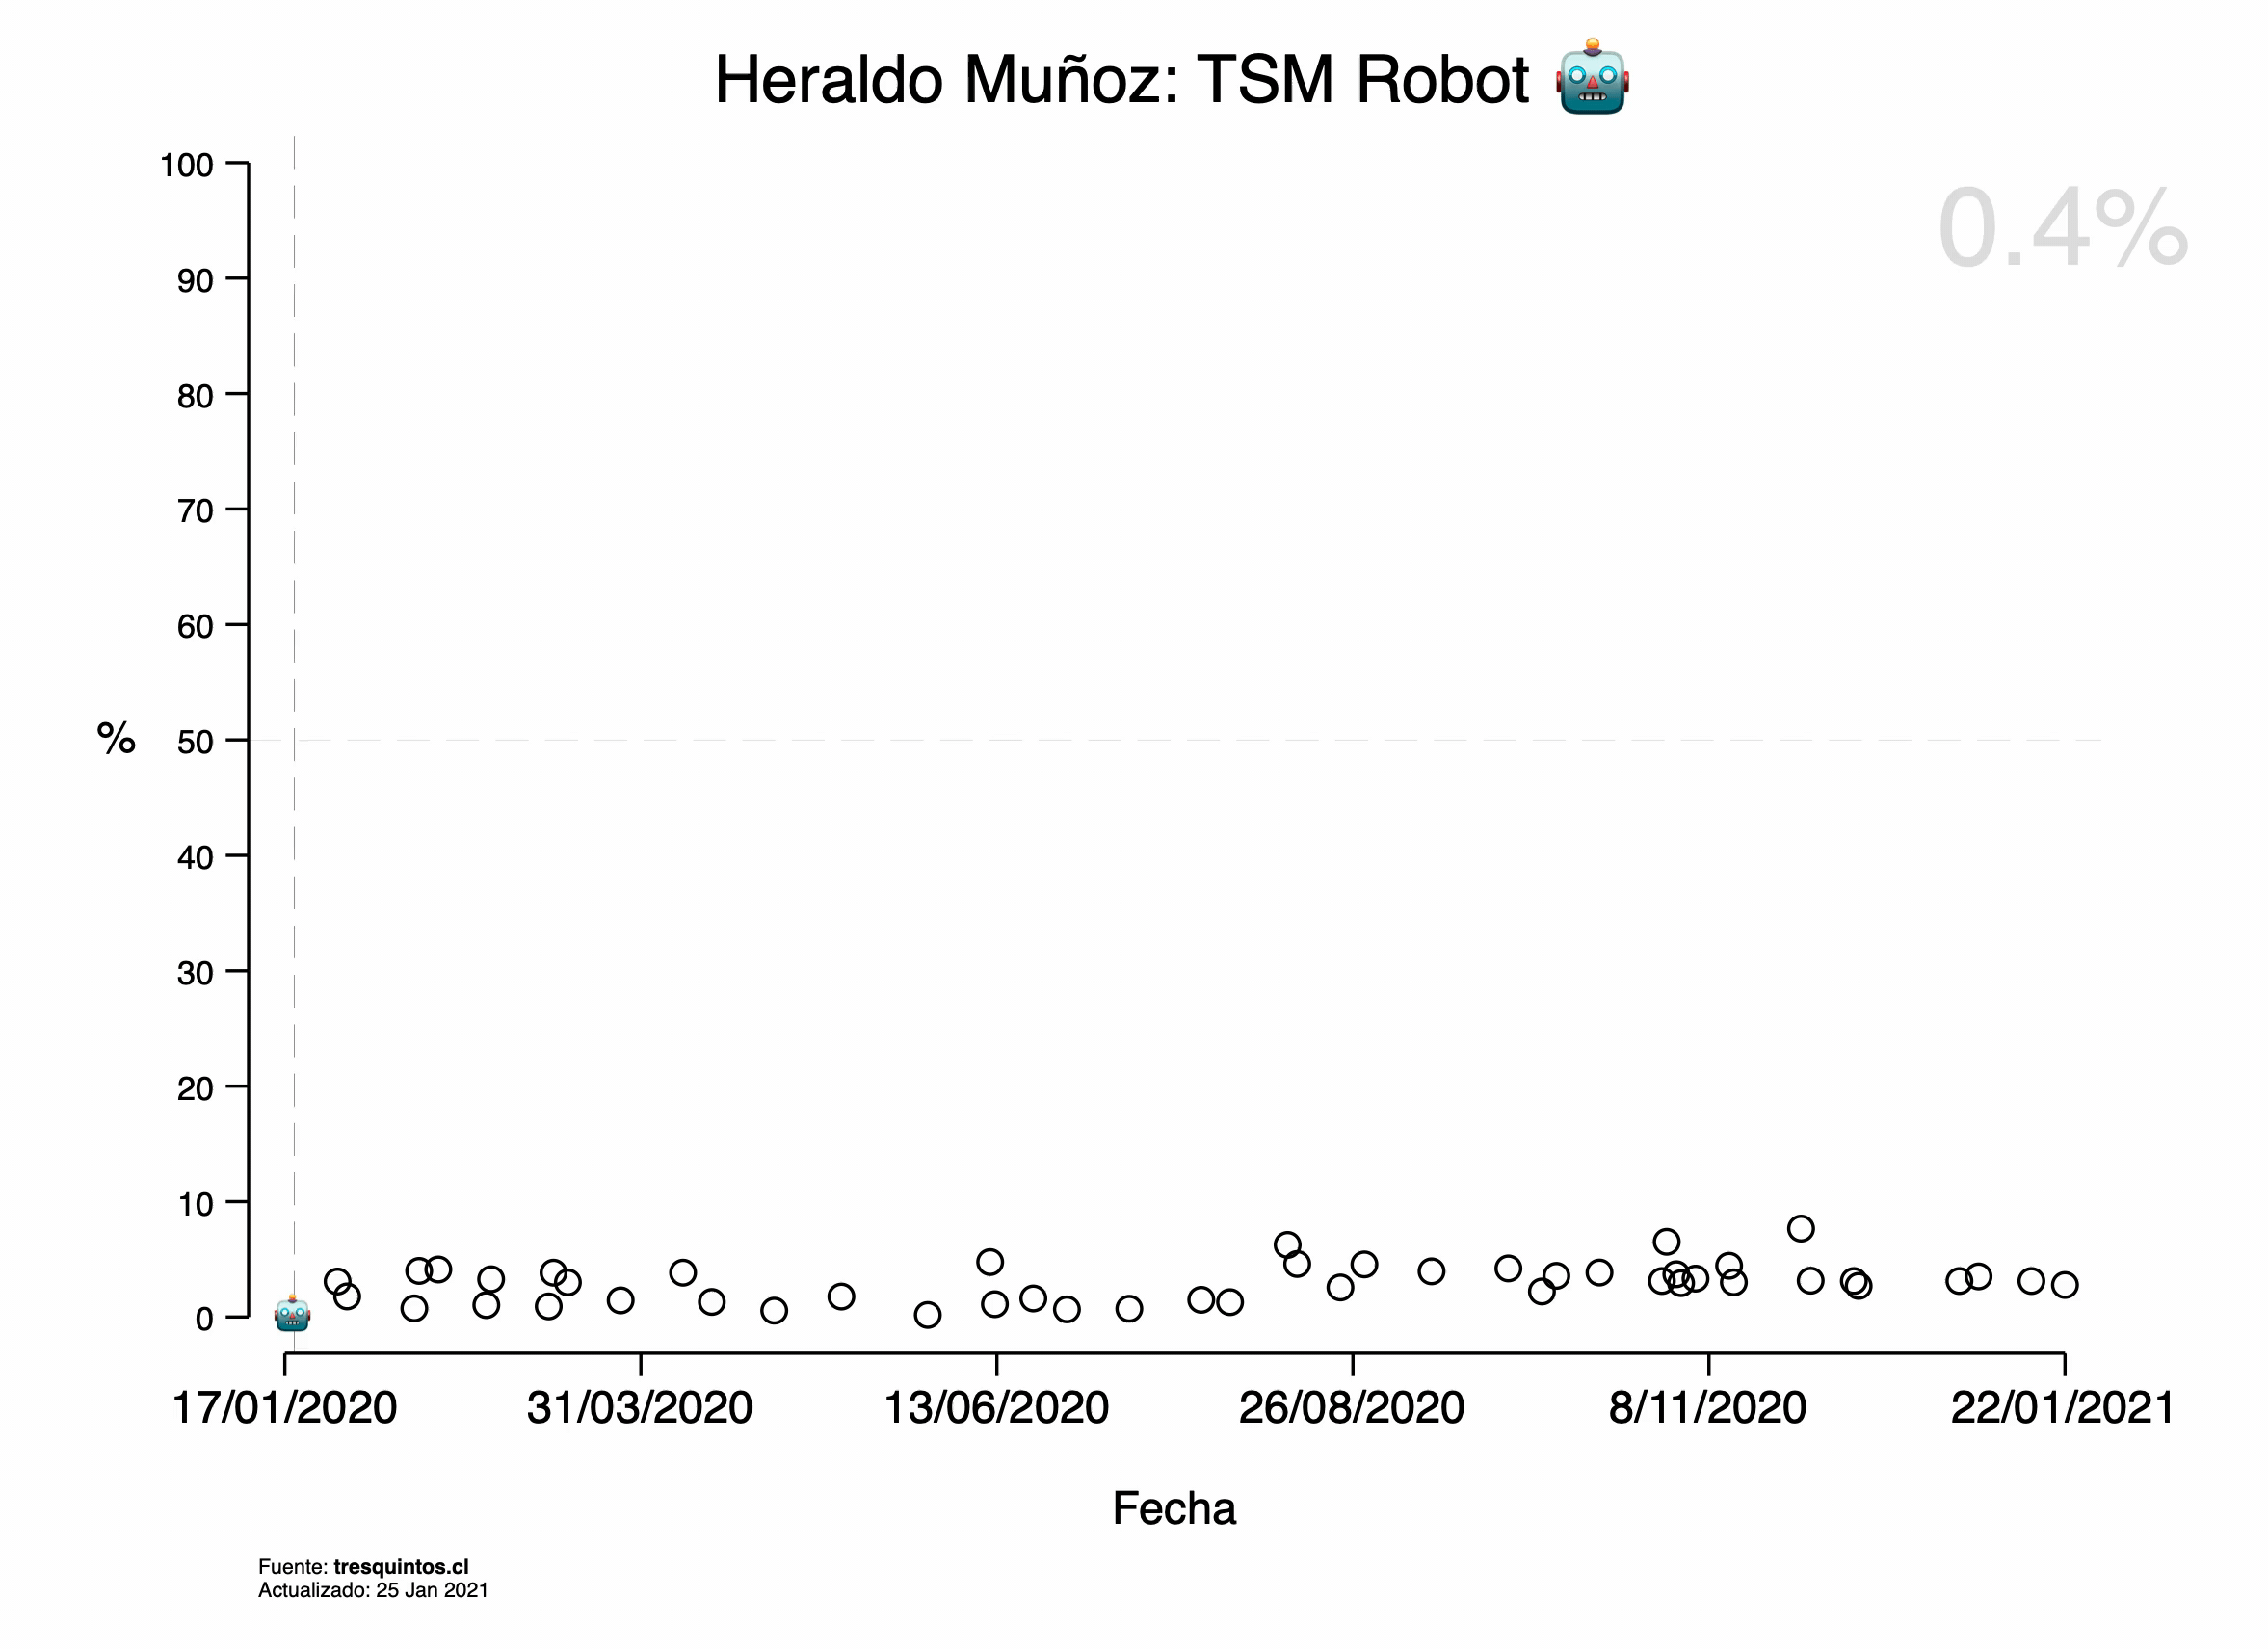 Heraldo Muñoz: TSM Robot 🤖
0.4%
100
90
80
70
60
50
40
30
20
10
0
%
17/01/2020 31/03/2020 13/06/2020 26/08/2020 8/11/2020 22/01/2021
Fecha
Fuente: tresquintos.cl
Actualizado: 25 Jan 2021